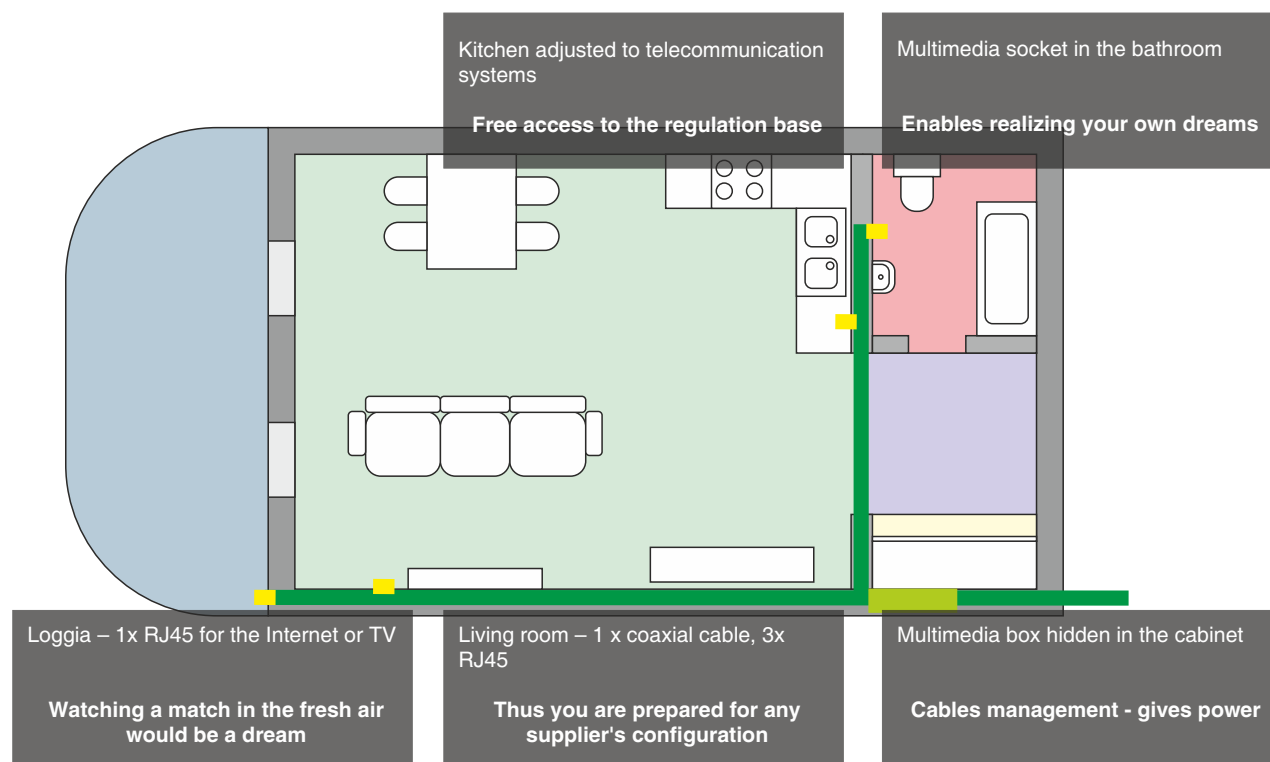 Kitchen adjusted to telecommunication
systems
Free access to the regulation base
Multimedia socket in the bathroom
Enables realizing your own dreams
Loggia – 1x RJ45 for the Internet or TV
Watching a match in the fresh air
would be a dream
Living room – 1 x coaxial cable, 3x
RJ45
Thus you are prepared for any
supplier's configuration
Multimedia box hidden in the cabinet
Cables management - gives power